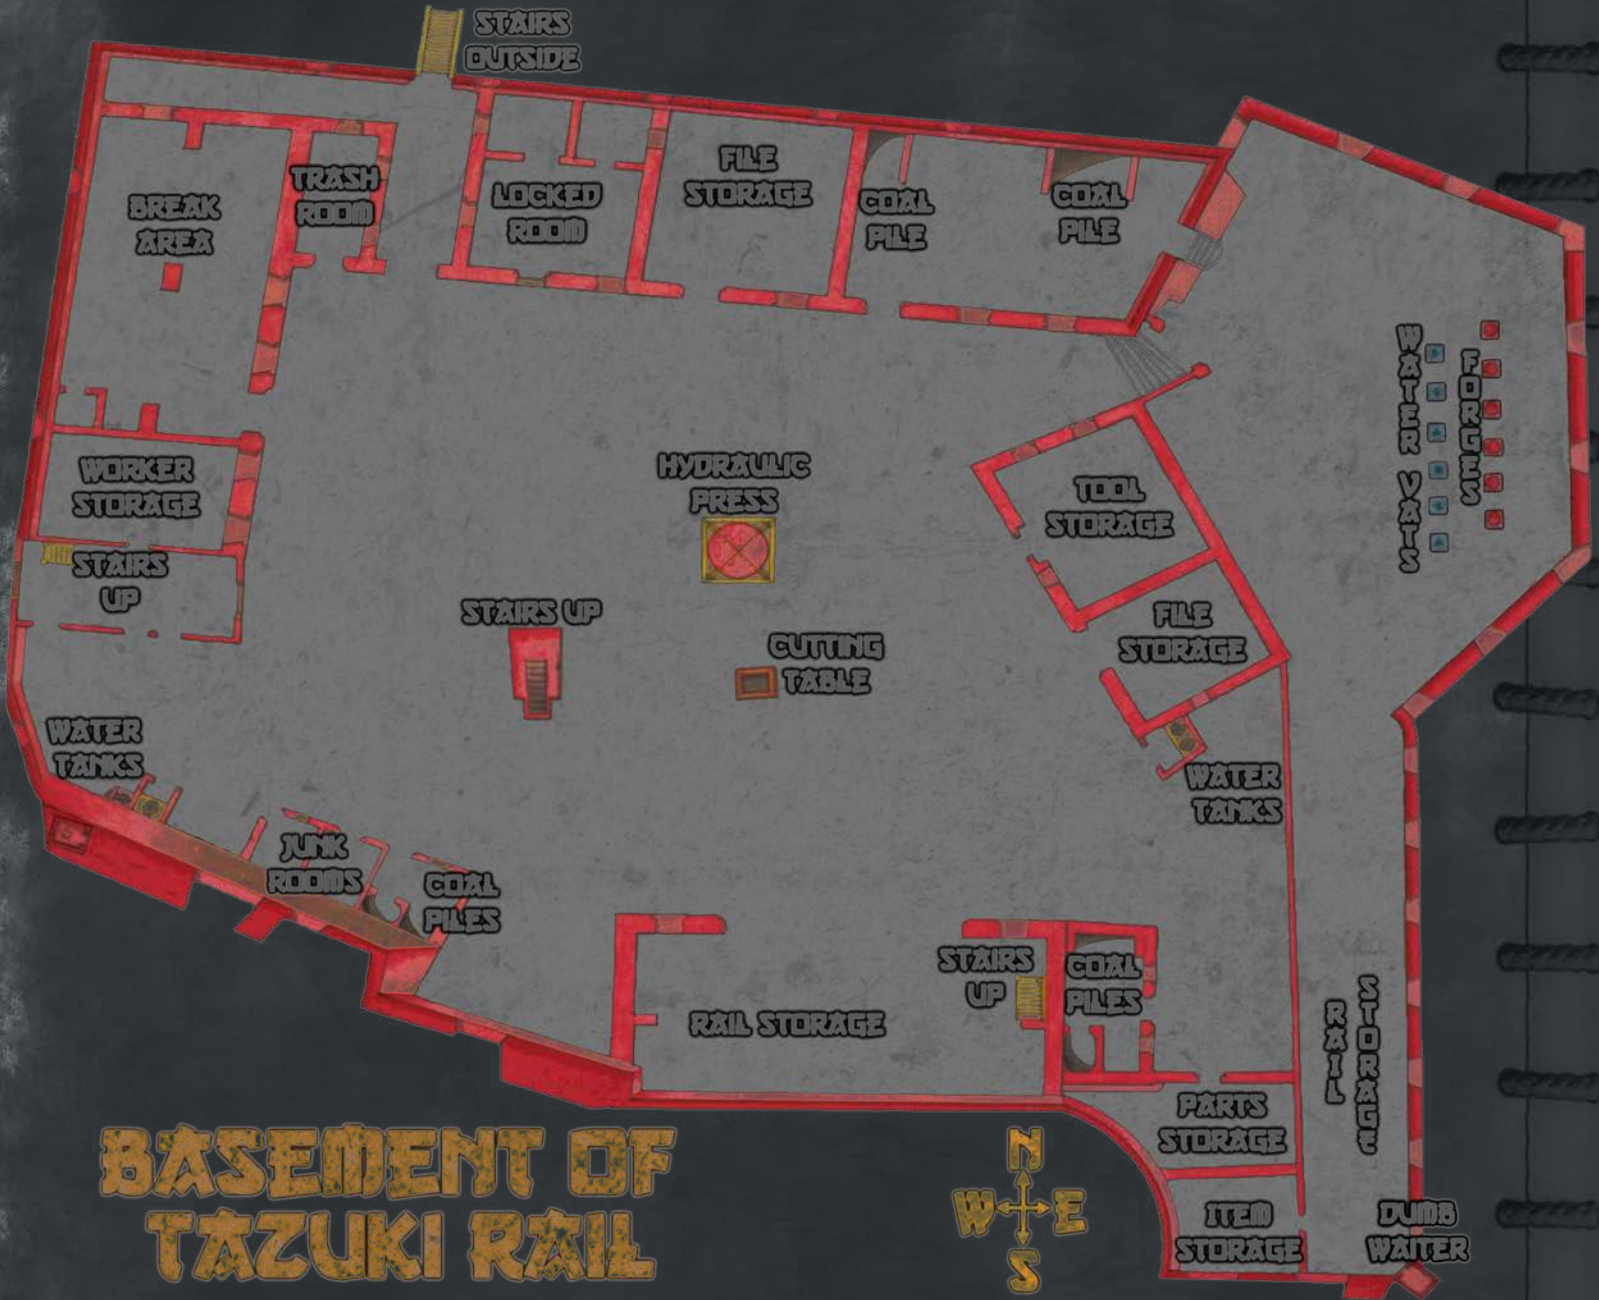 STAIRS
OUTSIDE
BREAK
AREA
TRASH
ROOM
LOCKED
ROOM
FILE
STORAGE
COAL
PILE
COAL
PILE
WORKER
STORAGE
STAIRS
UP
HYDRAULIC
PRESS
STAIRS UP
CUTTING
TABLE
TOOL
STORAGE
FILE
STORAGE
WATER VATS
FORGES
WATER
TANKS
WATER
TANKS
JUNK
ROOMS
COAL
PILES
RAIL STORAGE
STAIRS
UP
COAL
PILES
RAIL
STORAGE
PARTS
STORAGE
ITEM
STORAGE
DUMB
WAITER
BASEMENT OF
TAZUKI RAIL
N
W E
S